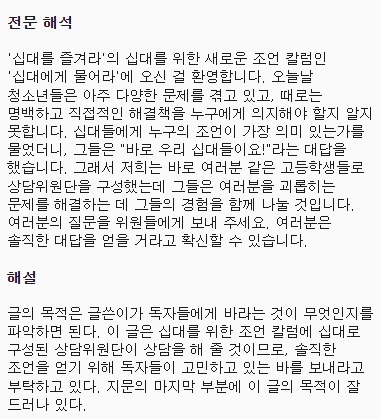 전문 해석
'십대를 즐겨라'의 십대를 위한 새로운 조언 칼럼인
'십대에게 물어라'에 오신 걸 환영합니다. 오늘날
청소년들은 아주 다양한 문제를 겪고 있고, 때로는
명백하고 직접적인 해결책을 누구에게 의지해야 할지 알지
못합니다. 십대들에게 누구의 조언이 가장 의미 있는가를
물었더니, 그들은 "바로 우리 십대들이요!"라는 대답을
했습니다. 그래서 저희는 바로 여러분 같은 고등학생들로
상담위원단을 구성했는데 그들은 여러분을 괴롭히는
문제를 해결하는 데 그들의 경험을 함께 나눌 것입니다.
여러분의 질문을 위원들에게 보내 주세요. 여러분은
솔직한 대답을 얻을 거라고 확신할 수 있습니다.
해설
글의 목적은 글쓴이가 독자들에게 바라는 것이 무엇인지를
파악하면 된다. 이 글은 십대를 위한 조언 칼럼에 십대로
구성된 상담위원단이 상담을 해 줄 것이므로, 솔직한
조언을 얻기 위해 독자들이 고민하고 있는 바를 보내라고
부탁하고 있다. 지문의 마지막 부분에 이 글의 목적이 잘
드러나 있다.